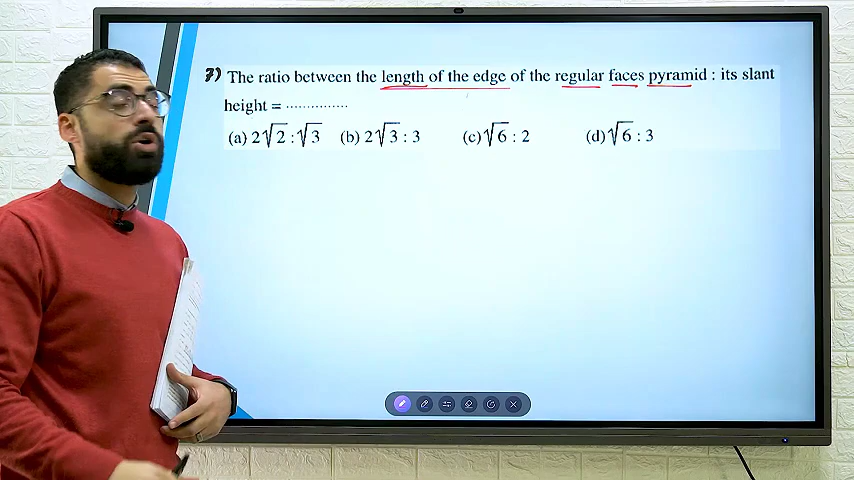 7) The ratio between the length of the edge of the regular faces pyramid : its slant
height = ...............
(a) 2√2 : √3 (b) 2√3 : 3 (c) √6 : 2 (d) √6 : 3